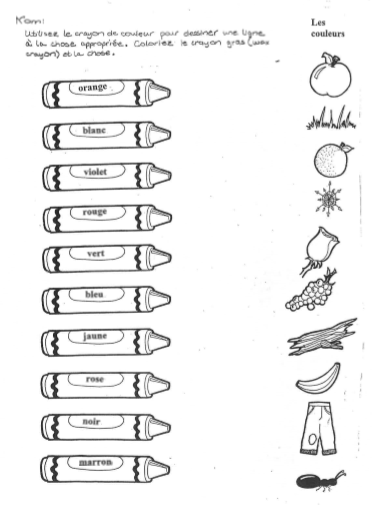 Nom:
Utilisez le crayon de couleur pour dessiner une ligne
à la chose appropriée. Coloriez le crayon gras (wax
crayon) et la chose.
Les
couleurs
orange
blanc
violet
rouge
vert
bleu
jaune
rose
noir
marron